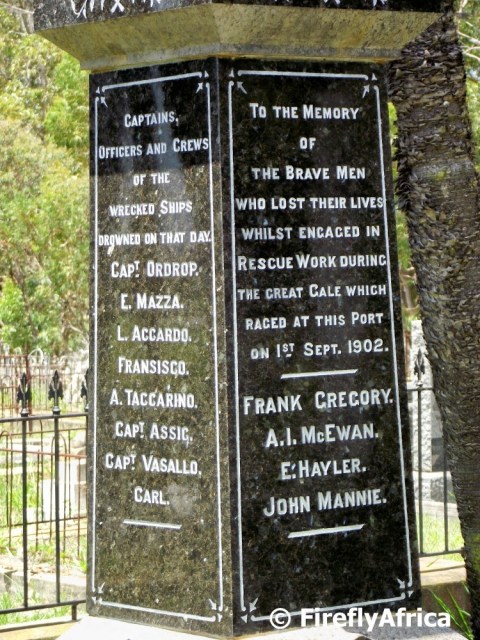 CAPTAINS,
OFFICERS AND CREWS
OF THE
WRECKED SHIPS
DROWNED ON THAT DAY.
CAPT. ORDROP.
E. MAZZA.
L. ACCARDO.
FRANSISCO.
A. TACCARINO.
CAPT. ASSIG.
CAPT. VASALLO.
CARL.
TO THE MEMORY
OF
THE BRAVE MEN
WHO LOST THEIR LIVES
WHILST ENGAGED IN
RESCUE WORK DURING
THE GREAT GALE WHICH
RAGED AT THIS PORT
ON 1ST SEPT. 1902.
FRANK GREGORY.
A.I. MCEWAN.
E. HAYLER.
JOHN MANNIE.
© FireflyAfrica